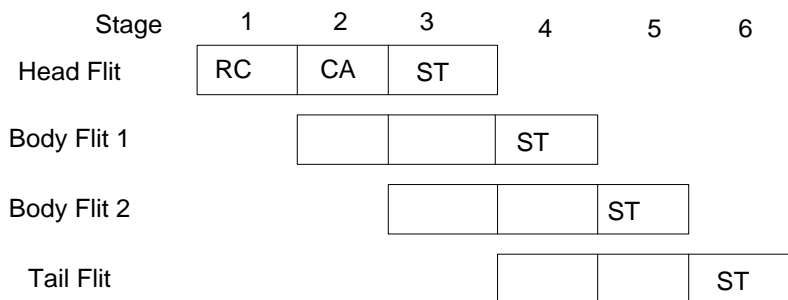 Stage 1 2 3 4 5 6
Head Flit RC CA ST
Body Flit 1 ST
Body Flit 2 ST
Tail Flit ST